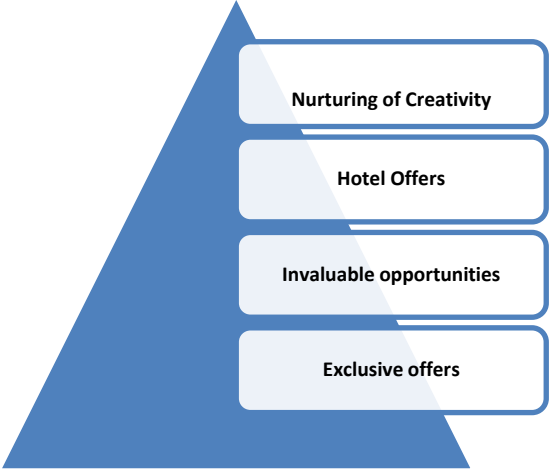 Nurturing of Creativity
Hotel Offers
Invaluable opportunities
Exclusive offers